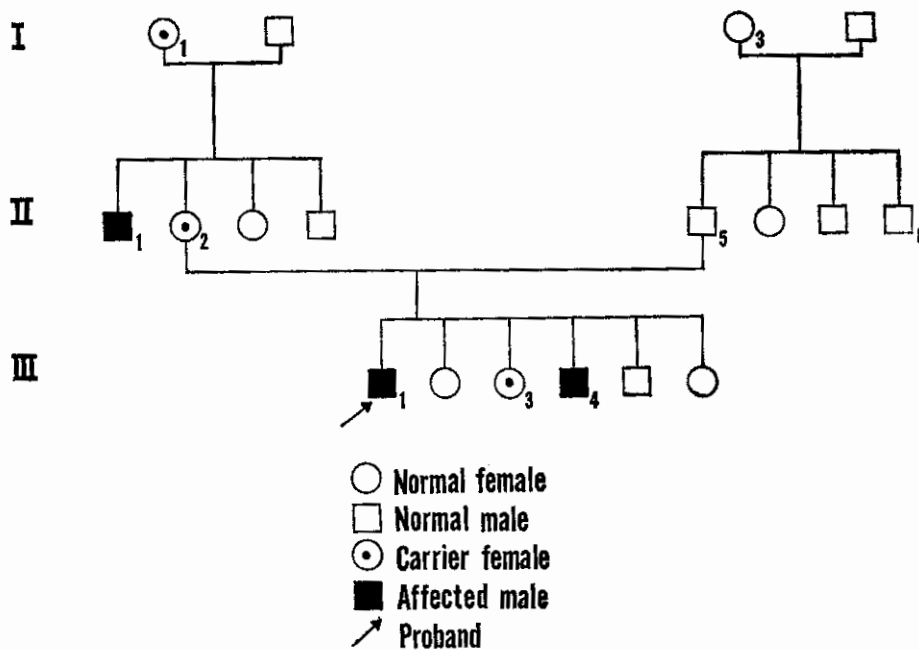 I
1
3
II
1
2
5
III
1
3
4
Normal female
Normal male
Carrier female
Affected male
Proband